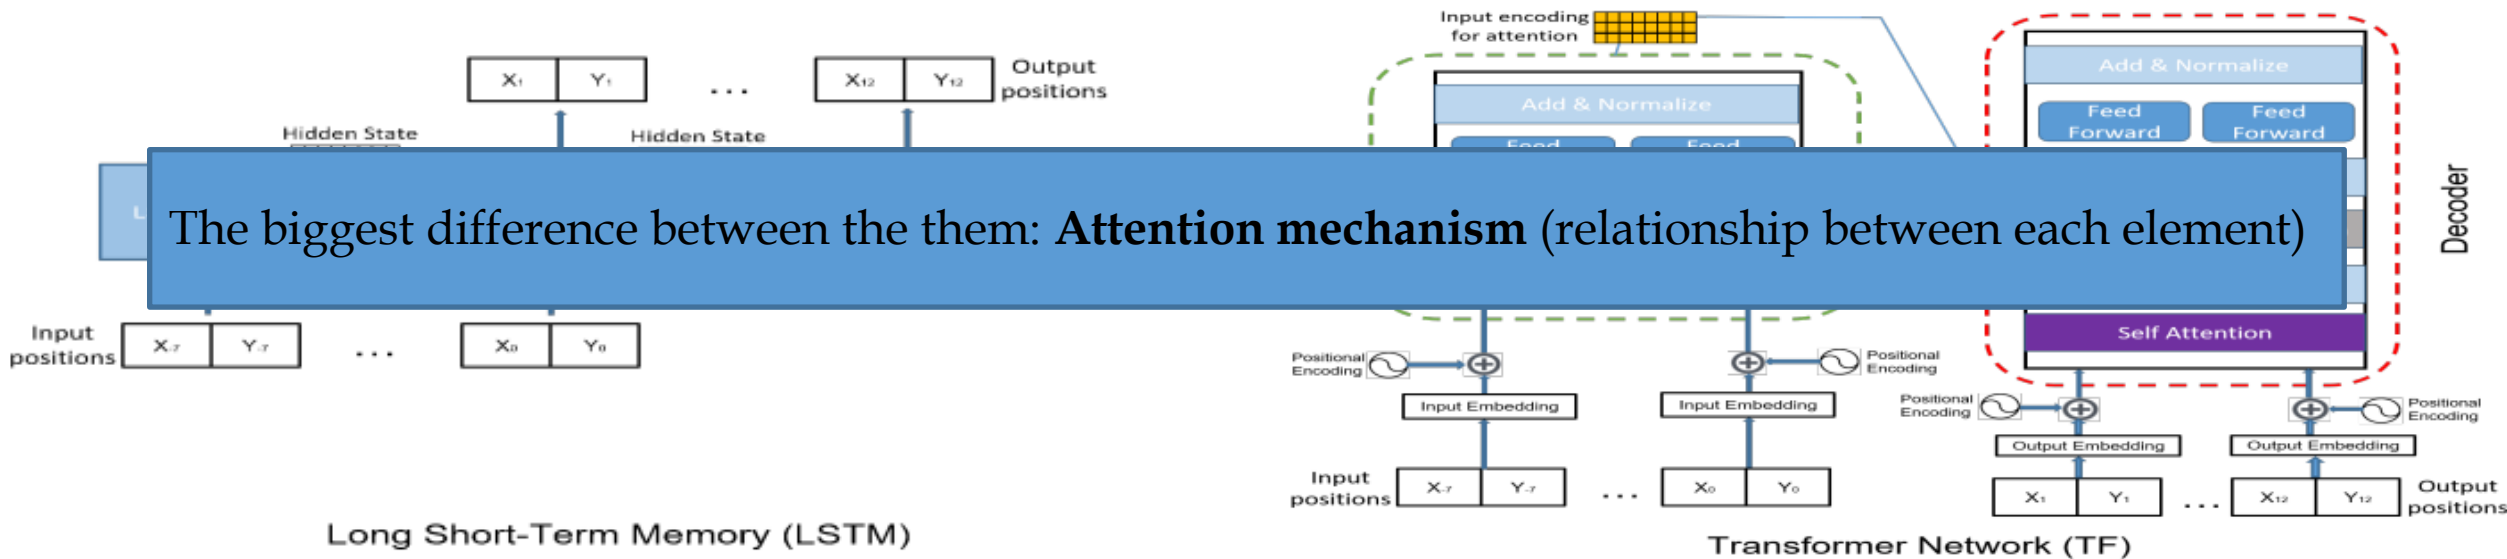 Input encoding
for attention
X₁ Y₁ ... X₁₂ Y₁₂
Output
positions
Hidden State
Hidden State
Add & Normalize
Add & Normalize
Feed
Forward
Feed
Forward
Feed
Feed
The biggest difference between the them: Attention mechanism (relationship between each element)
Decoder
Self Attention
Input
positions
X₋₇ Y₋₇ ... X₀ Y₀
Positional
Encoding
Positional
Encoding
Input Embedding
Input Embedding
Positional
Encoding
Positional
Encoding
Output Embedding
Output Embedding
Input
positions
X₋₇ Y₋₇ ... X₀ Y₀
X₁ Y₁ ... X₁₂ Y₁₂
Output
positions
Long Short-Term Memory (LSTM)
Transformer Network (TF)